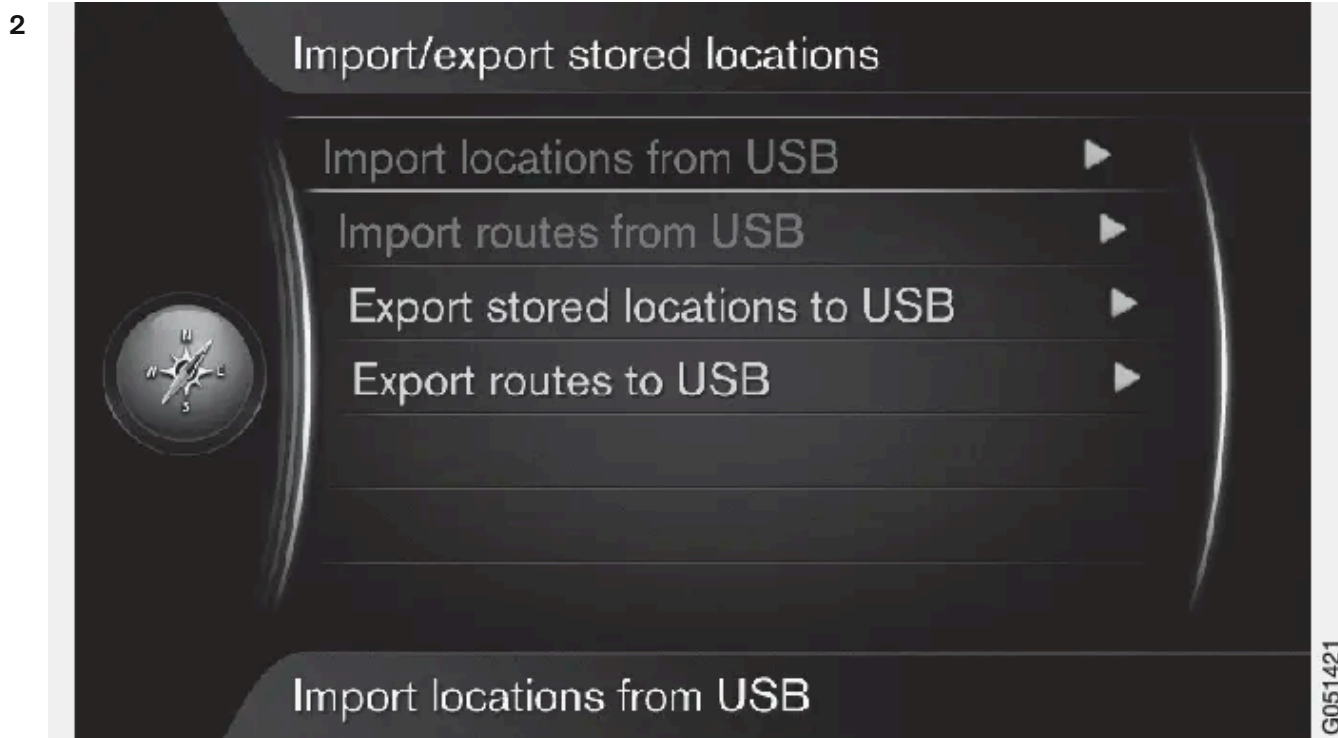 2
Import/export stored locations
Import locations from USB
Import routes from USB
Export stored locations to USB
Export routes to USB
N
S
Import locations from USB
G051421